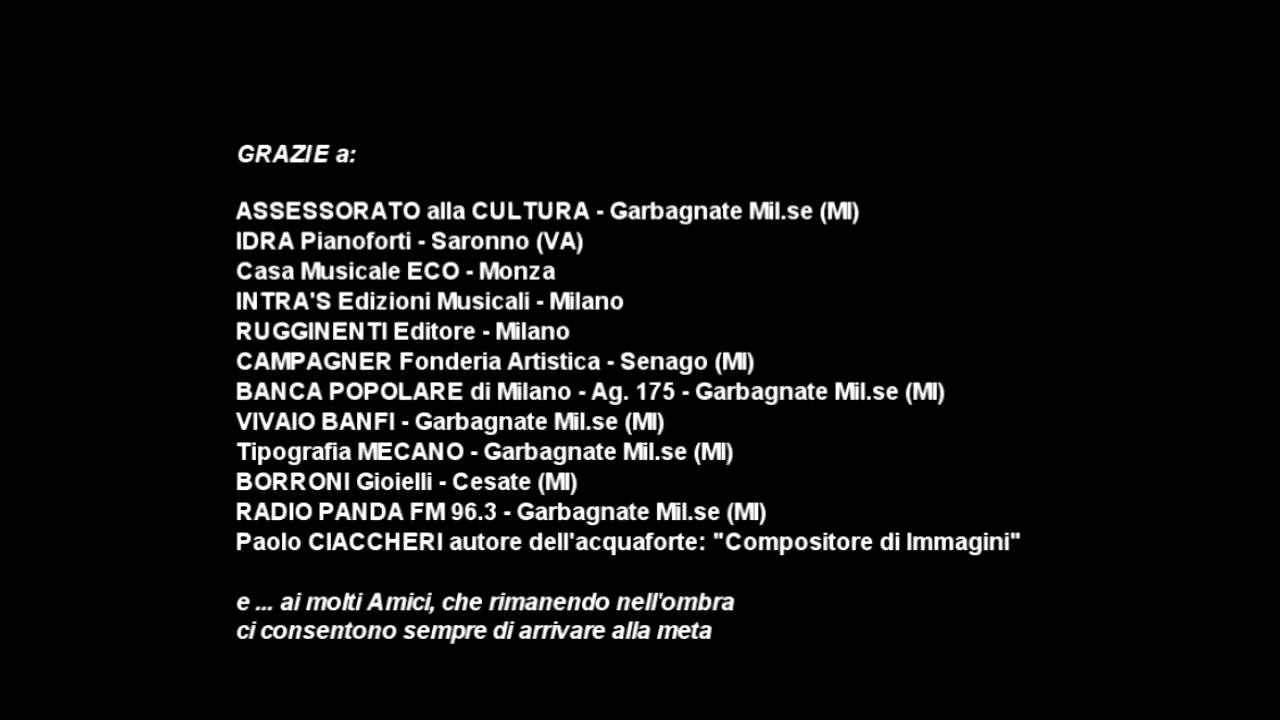 GRAZIE a:
ASSESSORATO alla CULTURA - Garbagnate Mil.se (MI)
IDRA Pianoforti - Saronno (VA)
Casa Musicale ECO - Monza
INTRA'S Edizioni Musicali - Milano
RUGGINENTI Editore - Milano
CAMPAGNER Fonderia Artistica - Senago (MI)
BANCA POPOLARE di Milano - Ag. 175 - Garbagnate Mil.se (MI)
VIVAIO BANFI - Garbagnate Mil.se (MI)
Tipografia MECANO - Garbagnate Mil.se (MI)
BORRONI Gioielli - Cesate (MI)
RADIO PANDA FM 96.3 - Garbagnate Mil.se (MI)
Paolo CIACCHERI autore dell'acquaforte: "Compositore di Immagini"
e ... ai molti Amici, che rimanendo nell'ombra
ci consentono sempre di arrivare alla meta